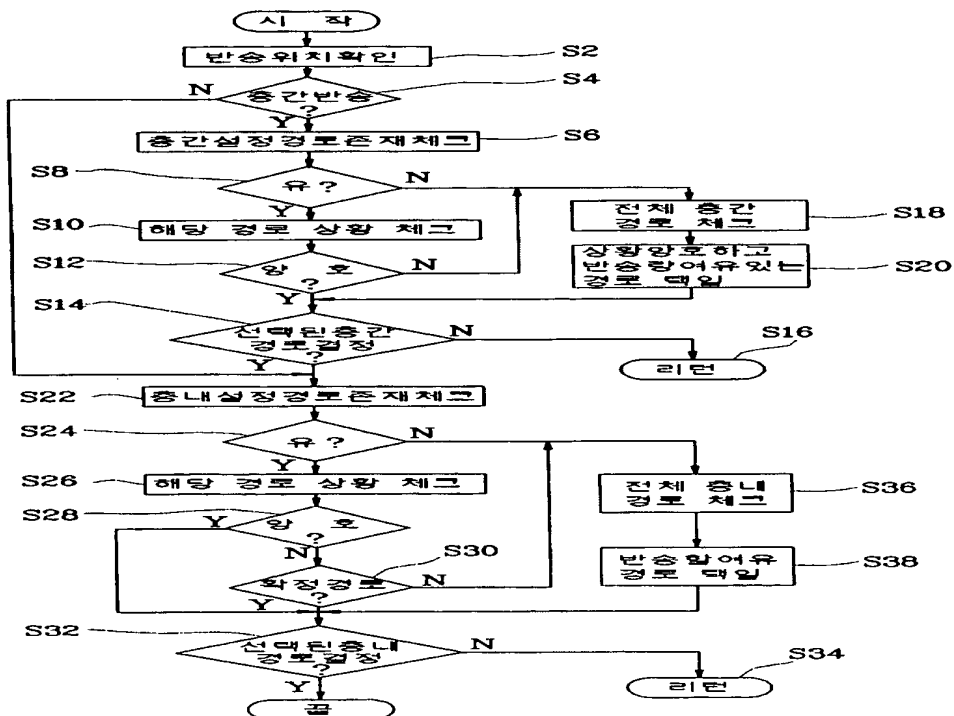 시 작
반송위치확인
S2
S4
N
층간반송
?
Y
층간설정경로존재체크
S6
S8
유?
N
Y
S10
해당 경로 상황 체크
전체 층간
경로 체크
S18
S12
양 호
?
N
Y
상황양호하고
반송량여유있는
경로 택일
S20
S14
선택된층간
경로결정
?
N
Y
S16
리턴
S22
층내설정경로존재체크
S24
유?
N
Y
S26
해당 경로 상황 체크
전체 층내
경로 체크
S36
S28
Y
양 호
?
N
S30
확정경로
?
N
Y
반송할여유
경로 택일
S38
S32
선택된층내
경로결정
?
N
Y
S34
리턴
끝